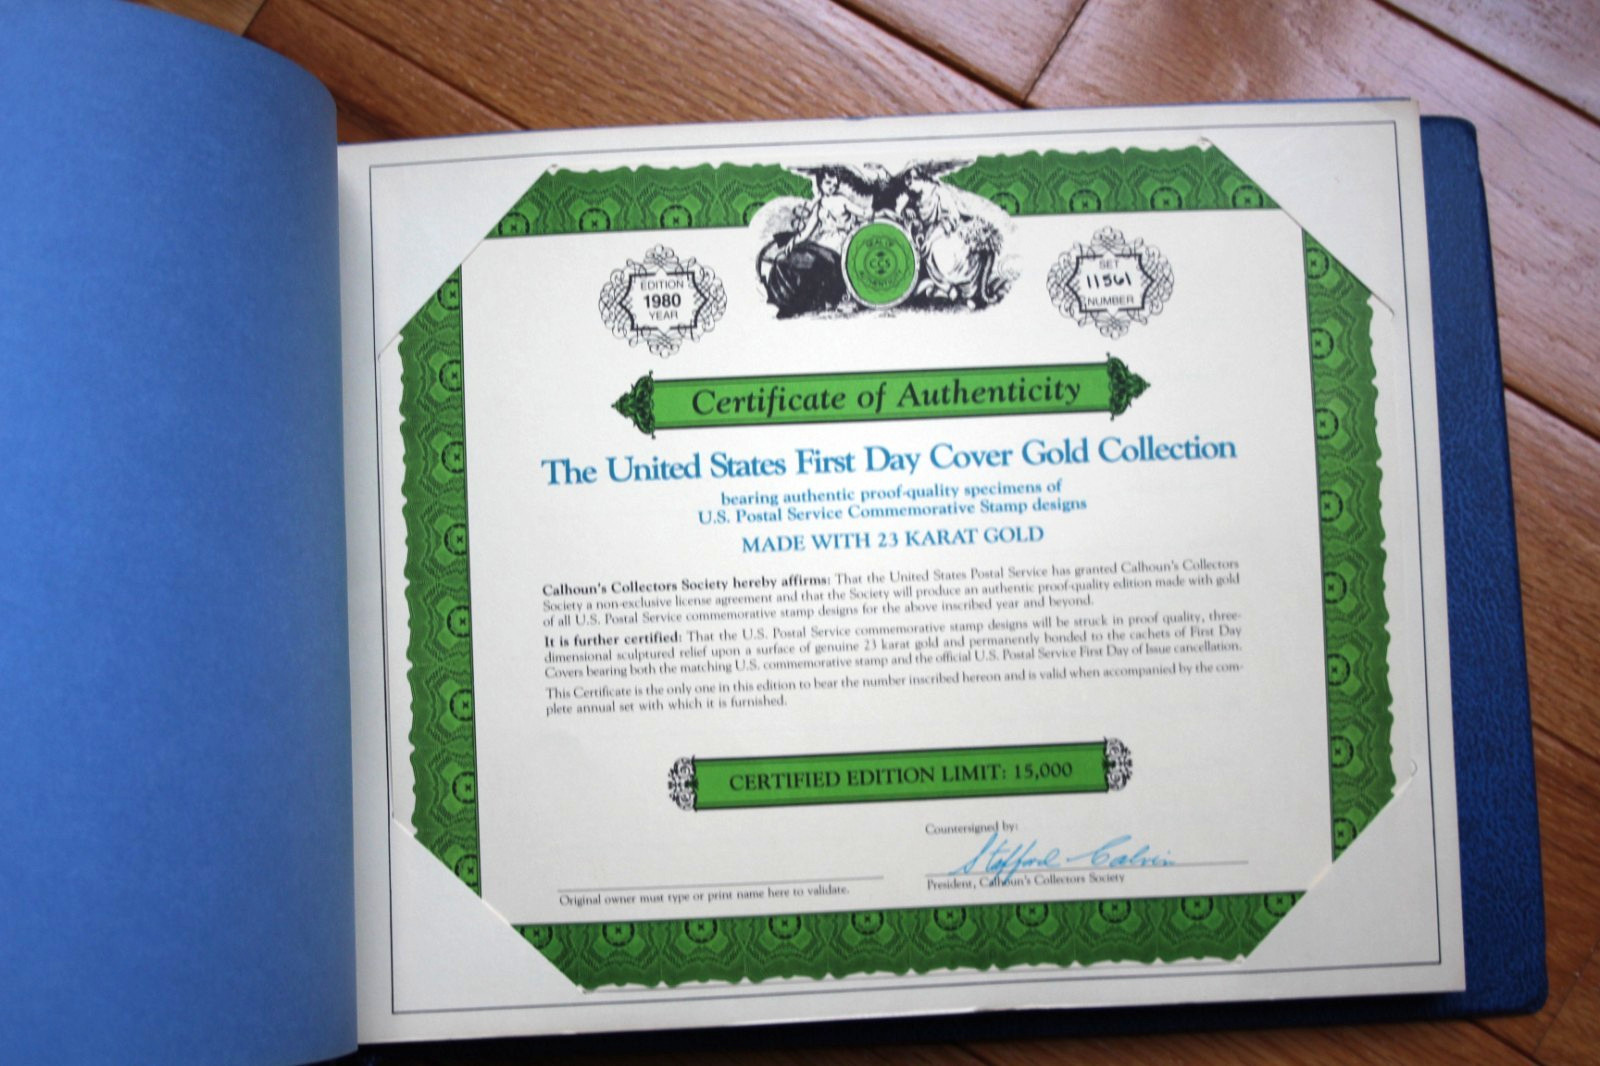 EDITION
1980
YEAR
SEAL OF
CCS
SET
11561
NUMBER
Certificate of Authenticity
The United States First Day Cover Gold Collection
bearing authentic proof-quality specimens of
U.S. Postal Service Commemorative Stamp designs
MADE WITH 23 KARAT GOLD
Calhoun's Collectors Society hereby affirms: That the United States Postal Service has granted Calhoun's Collectors
Society a non-exclusive license agreement and that the Society will produce an authentic proof-quality edition made with gold
of all U.S. Postal Service commemorative stamp designs for the above inscribed year and beyond.
It is further certified: That the U.S. Postal Service commemorative stamp designs will be struck in proof quality, three-
dimensional sculptured relief upon a surface of genuine 23 karat gold and permanently bonded to the cachets of First Day
Covers bearing both the matching U.S. commemorative stamp and the official U.S. Postal Service First Day of Issue cancellation.
This Certificate is the only one in this edition to bear the number inscribed hereon and is valid when accompanied by the com-
plete annual set with which it is furnished.
CERTIFIED EDITION LIMIT: 15,000
Countersigned by:
Stafford Calvin
President, Calhoun's Collectors Society
Original owner must type or print name here to validate.